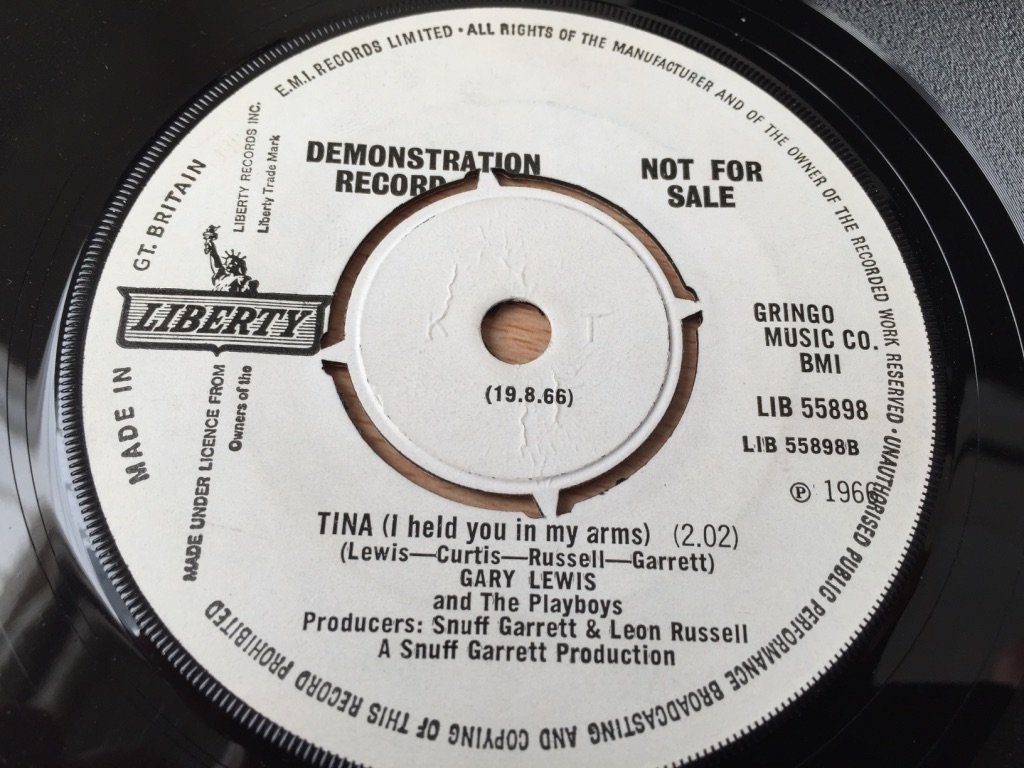 E.M.I. RECORDS LIMITED · ALL RIGHTS OF THE MANUFACTURER AND OF THE OWNER OF THE RECORDED WORK RESERVED · UNAUTHORISED PUBLIC PERFORMANCE BROADCASTING AND COPYING OF THIS RECORD PROHIBITED
MADE IN GT. BRITAIN
LIBERTY RECORDS INC.
Liberty Trade Mark
LIBERTY
MADE UNDER LICENCE FROM
Owners of the
DEMONSTRATION
RECORD
NOT FOR
SALE
GRINGO
MUSIC CO.
BMI
LIB 55898
LIB 55898B
Ⓟ 1966
K T
(19.8.66)
TINA (I held you in my arms) (2.02)
(Lewis—Curtis—Russell—Garrett)
GARY LEWIS
and The Playboys
Producers: Snuff Garrett & Leon Russell
A Snuff Garrett Production